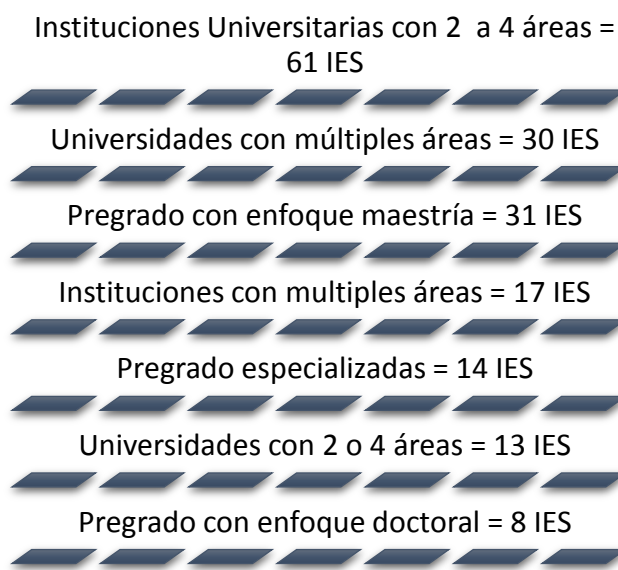 Instituciones Universitarias con 2 a 4 áreas =
61 IES
Universidades con múltiples áreas = 30 IES
Pregrado con enfoque maestría = 31 IES
Instituciones con multiples áreas = 17 IES
Pregrado especializadas = 14 IES
Universidades con 2 o 4 áreas = 13 IES
Pregrado con enfoque doctoral = 8 IES